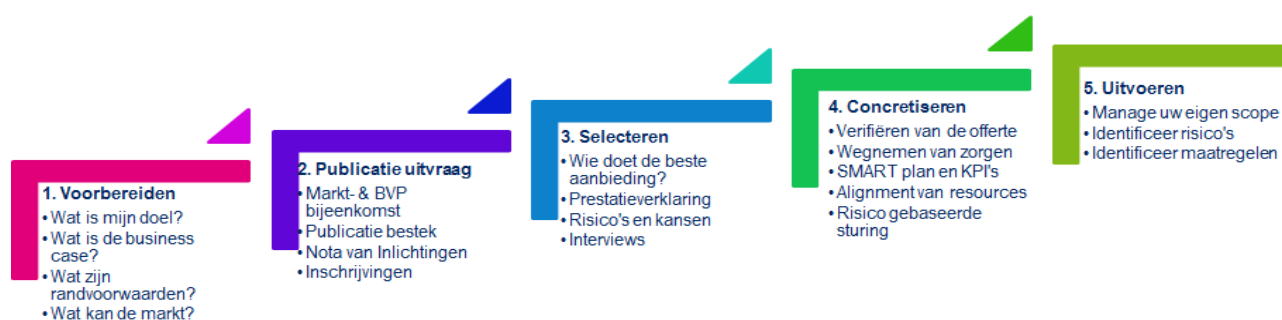 1. Voorbereiden
• Wat is mijn doel?
• Wat is de business
case?
• Wat zijn
randvoorwaarden?
• Wat kan de markt?
2. Publicatie uitvraag
• Markt- & BVP
bijeenkomst
• Publicatie bestek
• Nota van Inlichtingen
• Inschrijvingen
3. Selecteren
• Wie doet de beste
aanbieding?
• Prestatieverklaring
• Risico's en kansen
• Interviews
4. Concretiseren
• Verifiëren van de offerte
• Wegnemen van zorgen
• SMART plan en KPI's
• Alignment van resources
• Risico gebaseerde
sturing
5. Uitvoeren
• Manage uw eigen scope
• Identificeer risico's
• Identificeer maatregelen